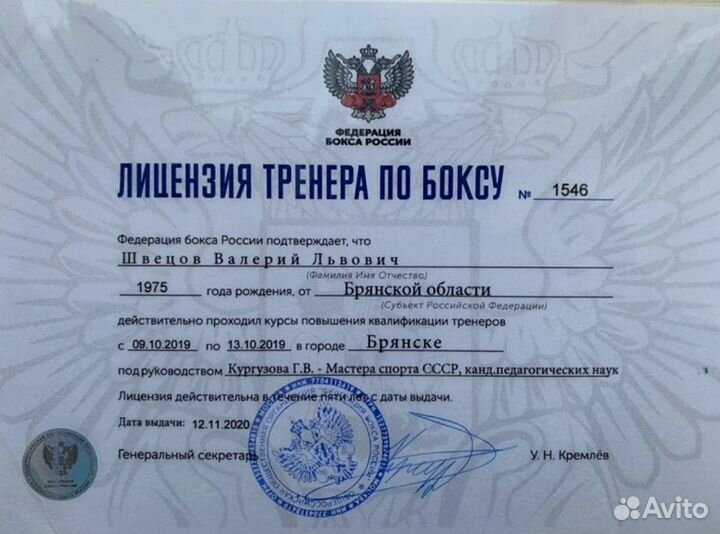 ФЕДЕРАЦИЯ
БОКСА РОССИИ
ЛИЦЕНЗИЯ ТРЕНЕРА ПО БОКСУ № 1546
Федерация бокса России подтверждает, что
Швецов Валерий Львович
(Фамилия Имя Отчество)
1975 года рождения, от Брянской области
(Субъект Российской Федерации)
действительно проходил курсы повышения квалификации тренеров
с 09.10.2019 по 13.10.2019 в городе Брянске
под руководством Кургузова Г.В. - Мастера спорта СССР, канд.педагогических наук
Лицензия действительна в течение пяти лет с даты выдачи.
Дата выдачи: 12.11.2020
Генеральный секретарь У. Н. Кремлёв
ФЕДЕРАЦИЯ
БОКСА РОССИИ
Avito